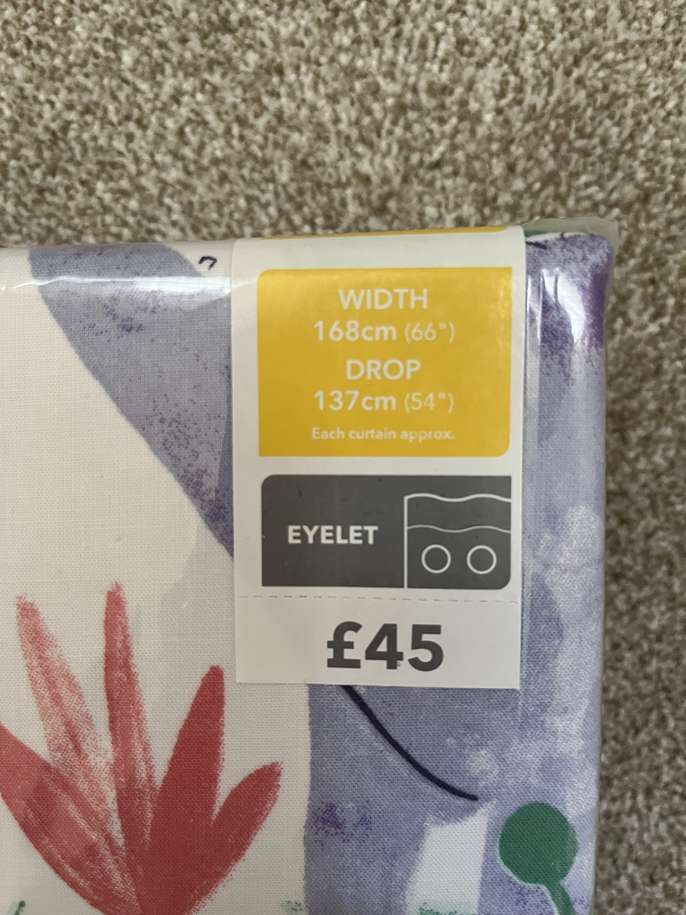 WIDTH
168cm (66")
DROP
137cm (54")
Each curtain approx.
EYELET
£45